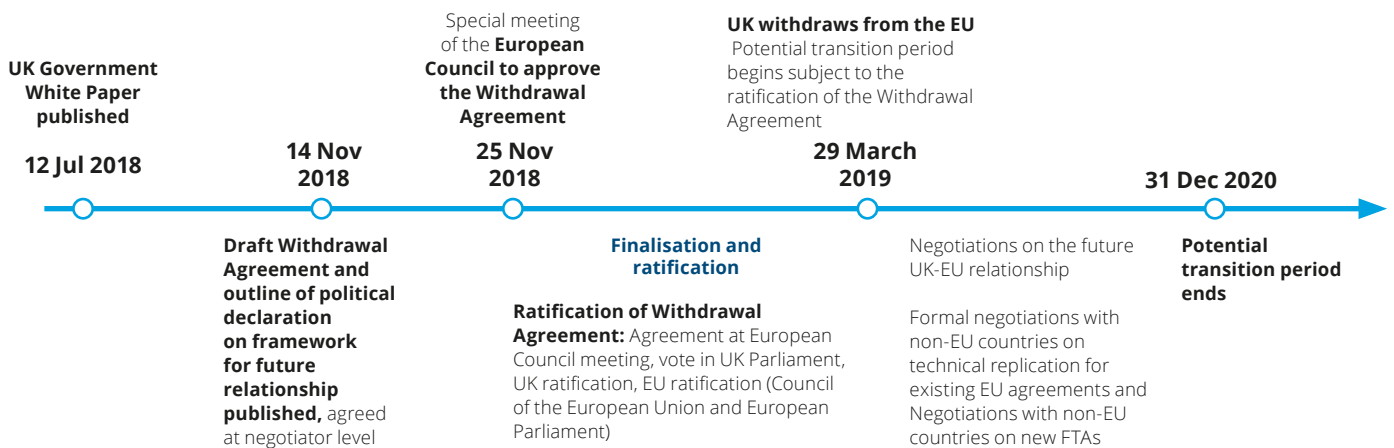 UK Government
White Paper
published
12 Jul 2018
14 Nov
2018
Special meeting
of the European
Council to approve
the Withdrawal
Agreement
25 Nov
2018
UK withdraws from the EU
Potential transition period
begins subject to the
ratification of the Withdrawal
Agreement
29 March
2019
31 Dec 2020
Draft Withdrawal
Agreement and
outline of political
declaration
on framework
for future
relationship
published, agreed
at negotiator level
Finalisation and
ratification
Ratification of Withdrawal
Agreement: Agreement at European
Council meeting, vote in UK Parliament,
UK ratification, EU ratification (Council
of the European Union and European
Parliament)
Negotiations on the future
UK-EU relationship
Formal negotiations with
non-EU countries on
technical replication for
existing EU agreements and
Negotiations with non-EU
countries on new FTAs
Potential
transition period
ends